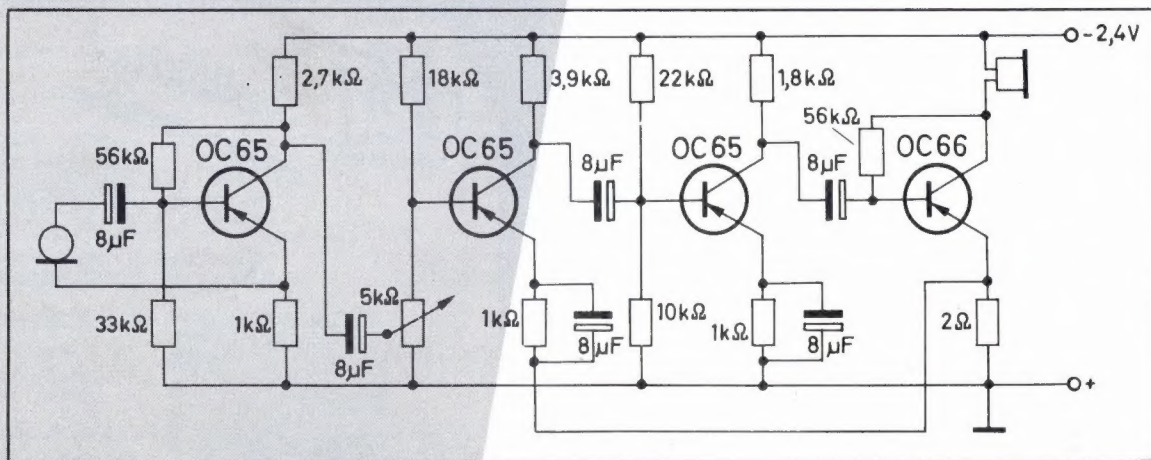 -2,4V
2,7kΩ
18kΩ
3,9kΩ
22kΩ
1,8kΩ
56kΩ
56kΩ
OC65
OC65
8µF
OC65
8µF
OC66
8µF
33kΩ
1kΩ
8µF
5kΩ
1kΩ
8µF
10kΩ
1kΩ
8µF
2Ω
+